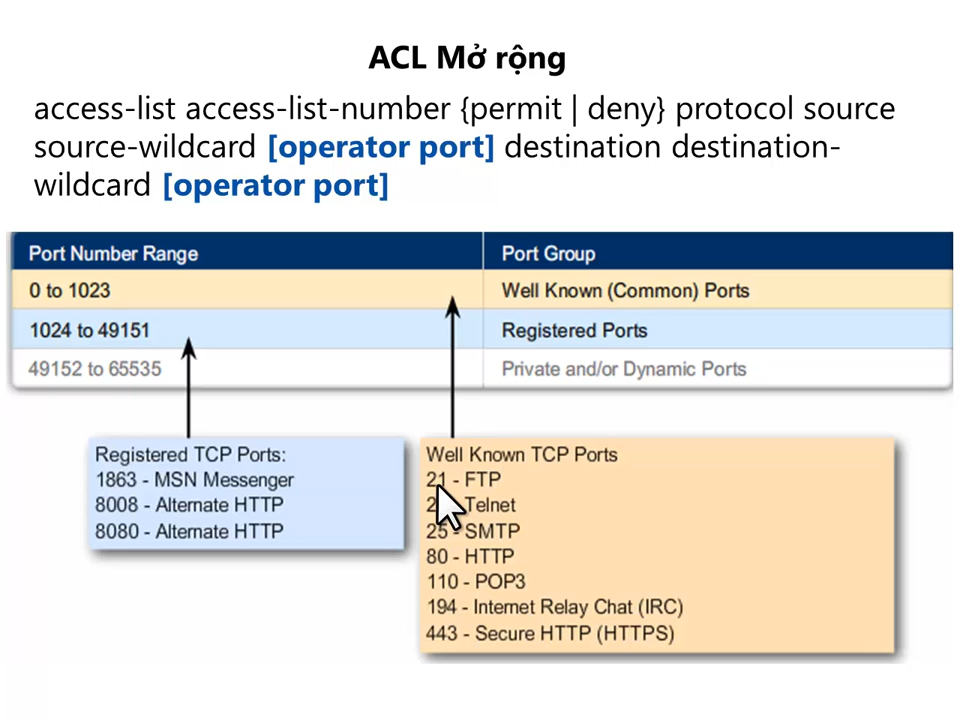 ACL Mở rộng
access-list access-list-number {permit | deny} protocol source
source-wildcard [operator port] destination destination-
wildcard [operator port]
Port Number Range Port Group
0 to 1023 Well Known (Common) Ports
1024 to 49151 Registered Ports
49152 to 65535 Private and/or Dynamic Ports
Registered TCP Ports:
1863 - MSN Messenger
8008 - Alternate HTTP
8080 - Alternate HTTP
Well Known TCP Ports
21 - FTP
Telnet
25 - SMTP
80 - HTTP
110 - POP3
194 - Internet Relay Chat (IRC)
443 - Secure HTTP (HTTPS)